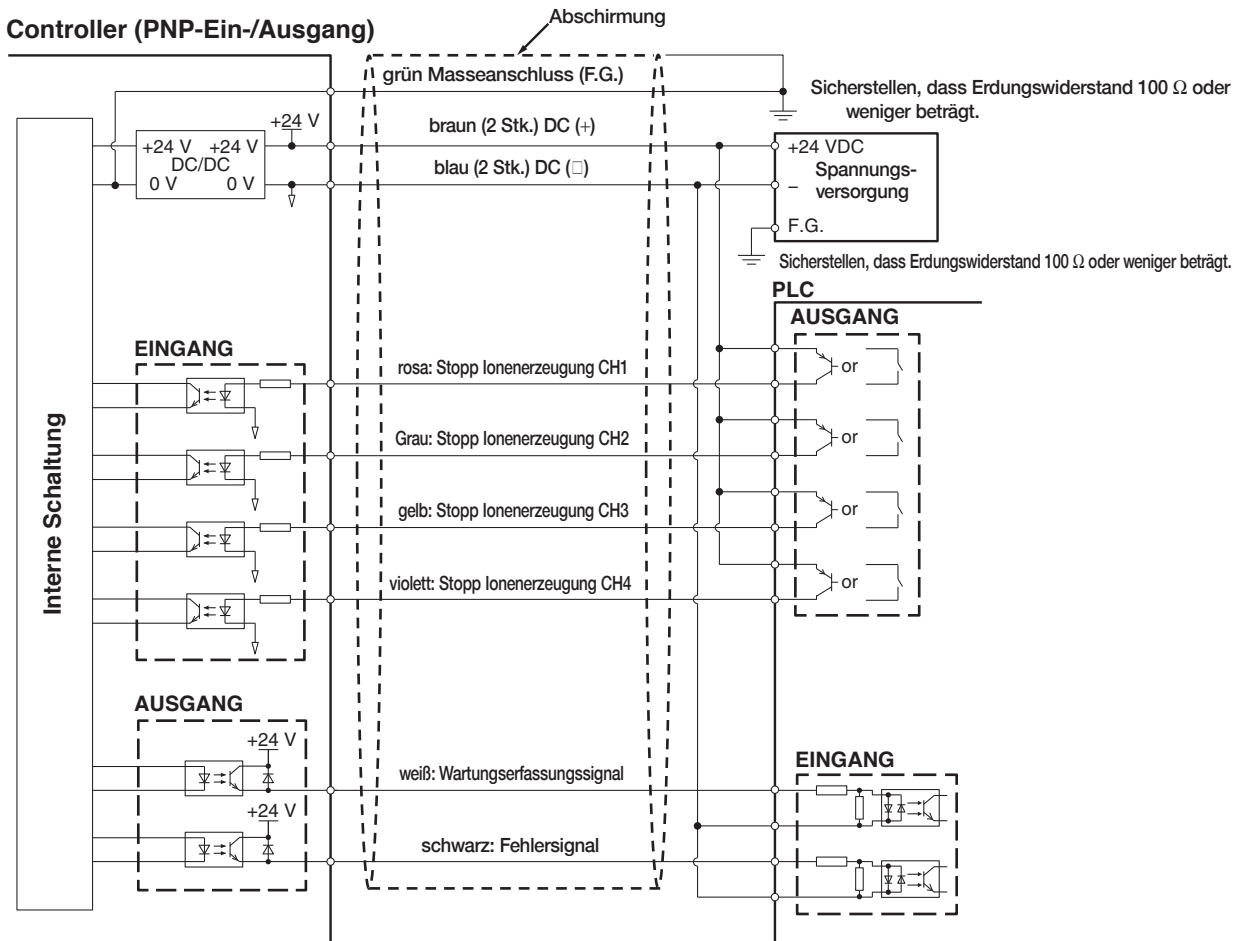 Abschirmung
Controller (PNP-Ein-/Ausgang)
grün Masseanschluss (F.G.)
Sicherstellen, dass Erdungswiderstand 100 Ω oder
weniger beträgt.
+24 V
braun (2 Stk.) DC (+)
+24 V +24 V
DC/DC
0 V 0 V
blau (2 Stk.) DC (□)
+24 VDC
Spannungs-
versorgung
–
F.G.
Sicherstellen, dass Erdungswiderstand 100 Ω oder weniger beträgt.
PLC
AUSGANG
EINGANG
rosa: Stopp Ionenerzeugung CH1
or
Grau: Stopp Ionenerzeugung CH2
or
Interne Schaltung
gelb: Stopp Ionenerzeugung CH3
or
violett: Stopp Ionenerzeugung CH4
or
AUSGANG
+24 V
EINGANG
weiß: Wartungserfassungssignal
+24 V
schwarz: Fehlersignal